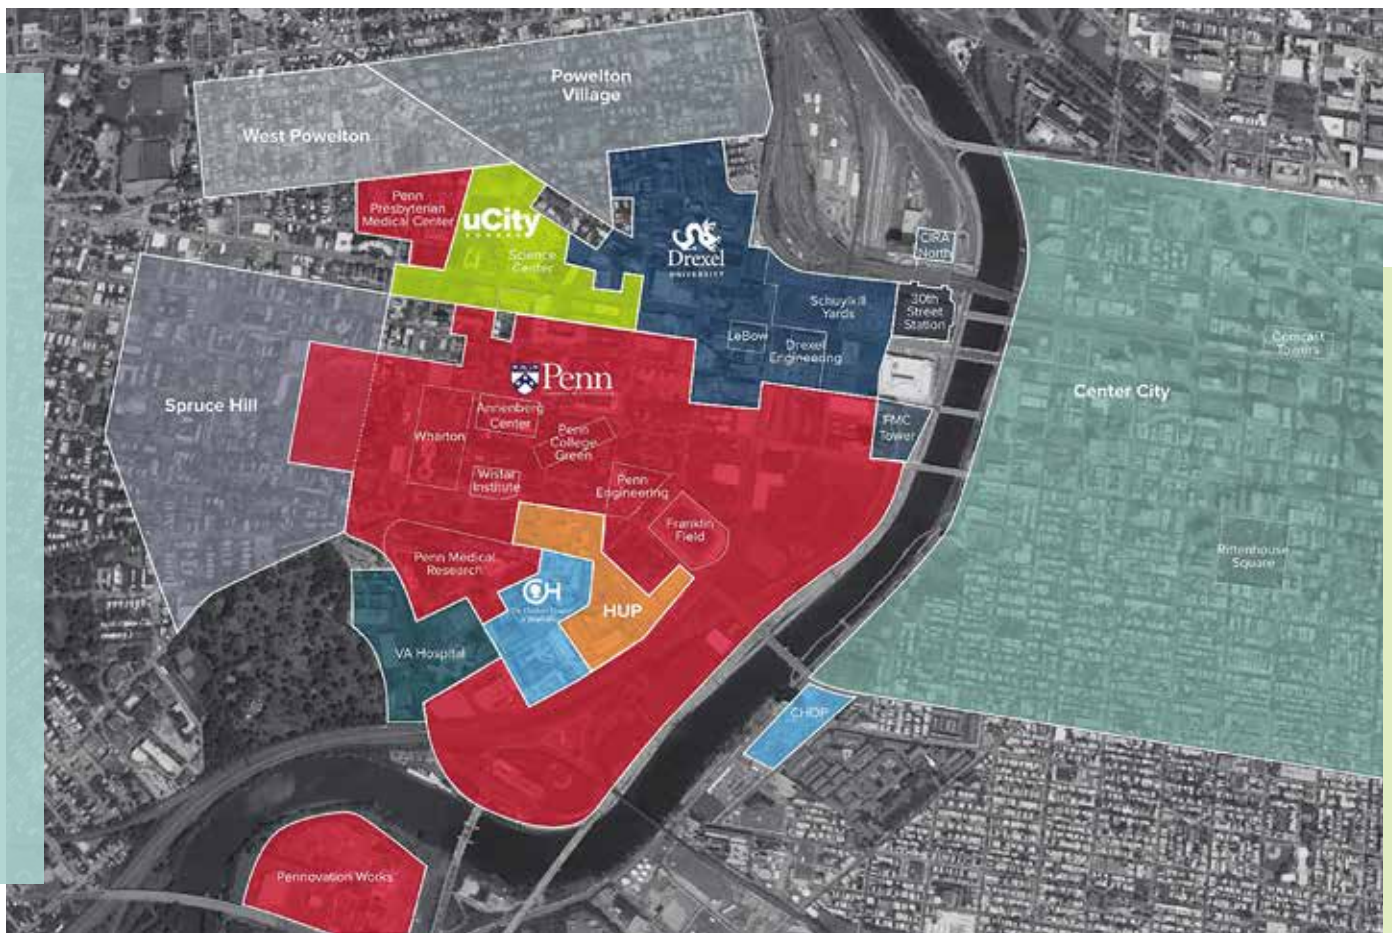 Powelton
Village
West Powelton
Penn
Presbyterian
Medical Center
uCity
SQUARE
Science
Center
Drexel
UNIVERSITY
CIRA
North
Schuylkill
Yards
30th
Street
Station
LeBow
Drexel
Engineering
Comcast
Towers
Spruce Hill
Penn
Center City
Annenberg
Center
Wharton
Penn
College
Green
FMC
Tower
Wistar
Institute
Penn
Engineering
Franklin
Field
Rittenhouse
Square
Penn Medical
Research
CH
HUP
VA Hospital
CHOP
Pennovation Works